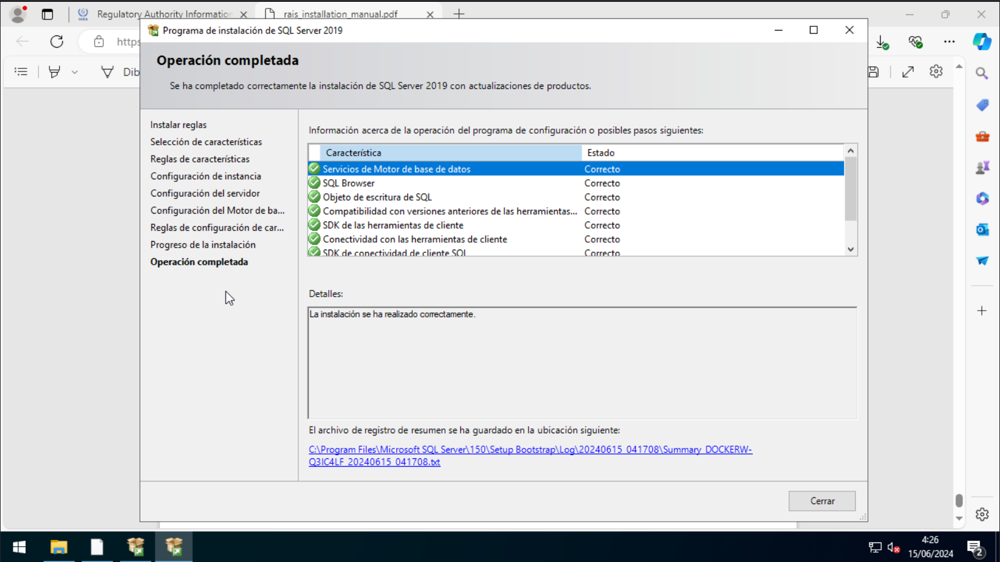 Regulatory Authority Information
rais_installation_manual.pdf
Programa de instalación de SQL Server 2019
https
Dib
Operación completada
Se ha completado correctamente la instalación de SQL Server 2019 con actualizaciones de productos.
Instalar reglas
Selección de características
Reglas de características
Configuración de instancia
Configuración del servidor
Configuración del Motor de ba...
Reglas de configuración de car...
Progreso de la instalación
Operación completada
Información acerca de la operación del programa de configuración o posibles pasos siguientes:
Característica Estado
Servicios de Motor de base de datos Correcto
SQL Browser Correcto
Objeto de escritura de SQL Correcto
Compatibilidad con versiones anteriores de las herramientas... Correcto
SDK de las herramientas de cliente Correcto
Conectividad con las herramientas de cliente Correcto
SDK de conectividad de cliente SQL Correcto
Detalles:
La instalación se ha realizado correctamente.
El archivo de registro de resumen se ha guardado en la ubicación siguiente:
C:\Program Files\Microsoft SQL Server\150\Setup Bootstrap\Log\20240615_041708\Summary_DOCKERW-
Q3IC4LF_20240615_041708.txt
Cerrar
4:26
15/06/2024
2